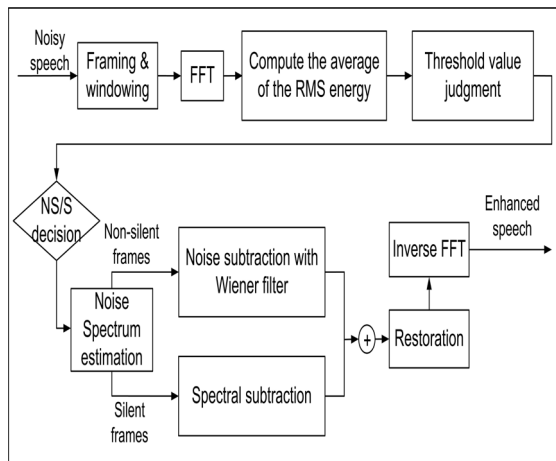 Noisy
speech
Framing &
windowing
FFT
Compute the average
of the RMS energy
Threshold value
judgment
NS/S
decision
Non-silent
frames
Noise subtraction with
Wiener filter
Inverse FFT
Enhanced
speech
Noise
Spectrum
estimation
+
Restoration
Silent
frames
Spectral subtraction